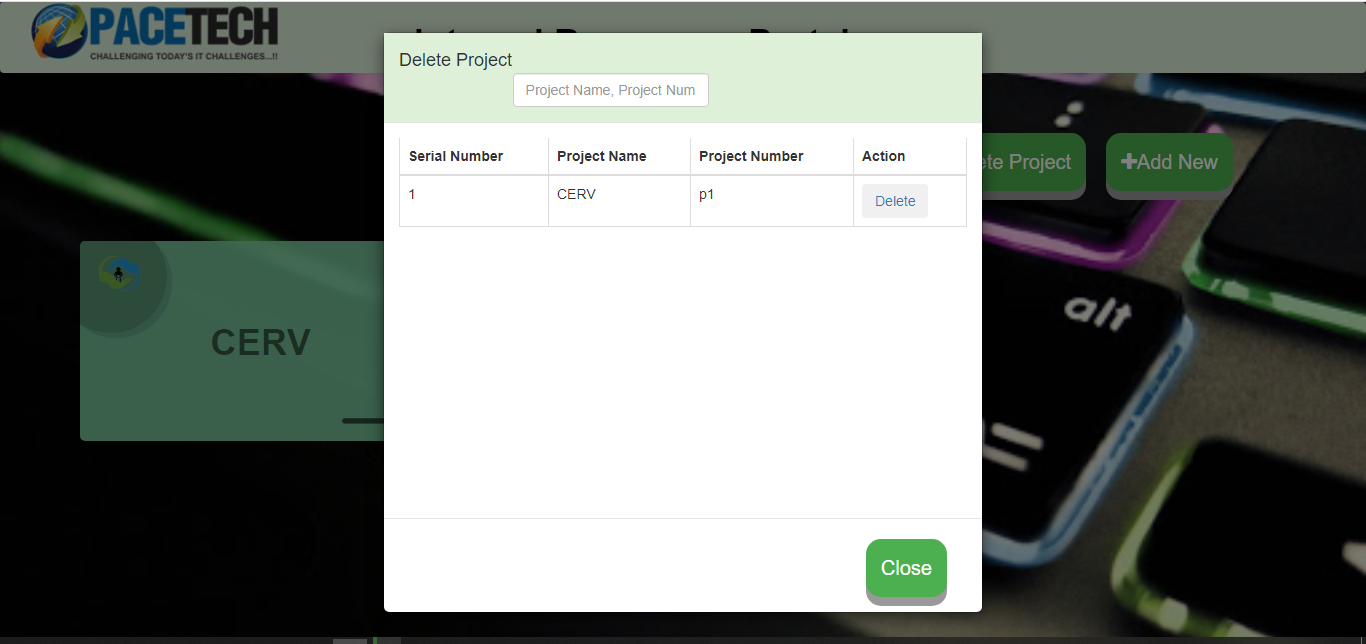 PACETECH
CHALLENGING TODAY'S IT CHALLENGES...!!
Delete Project
Project Name, Project Num
Serial Number Project Name Project Number Action
1 CERV p1 Delete
ete Project
Add New
CERV
alt
Close